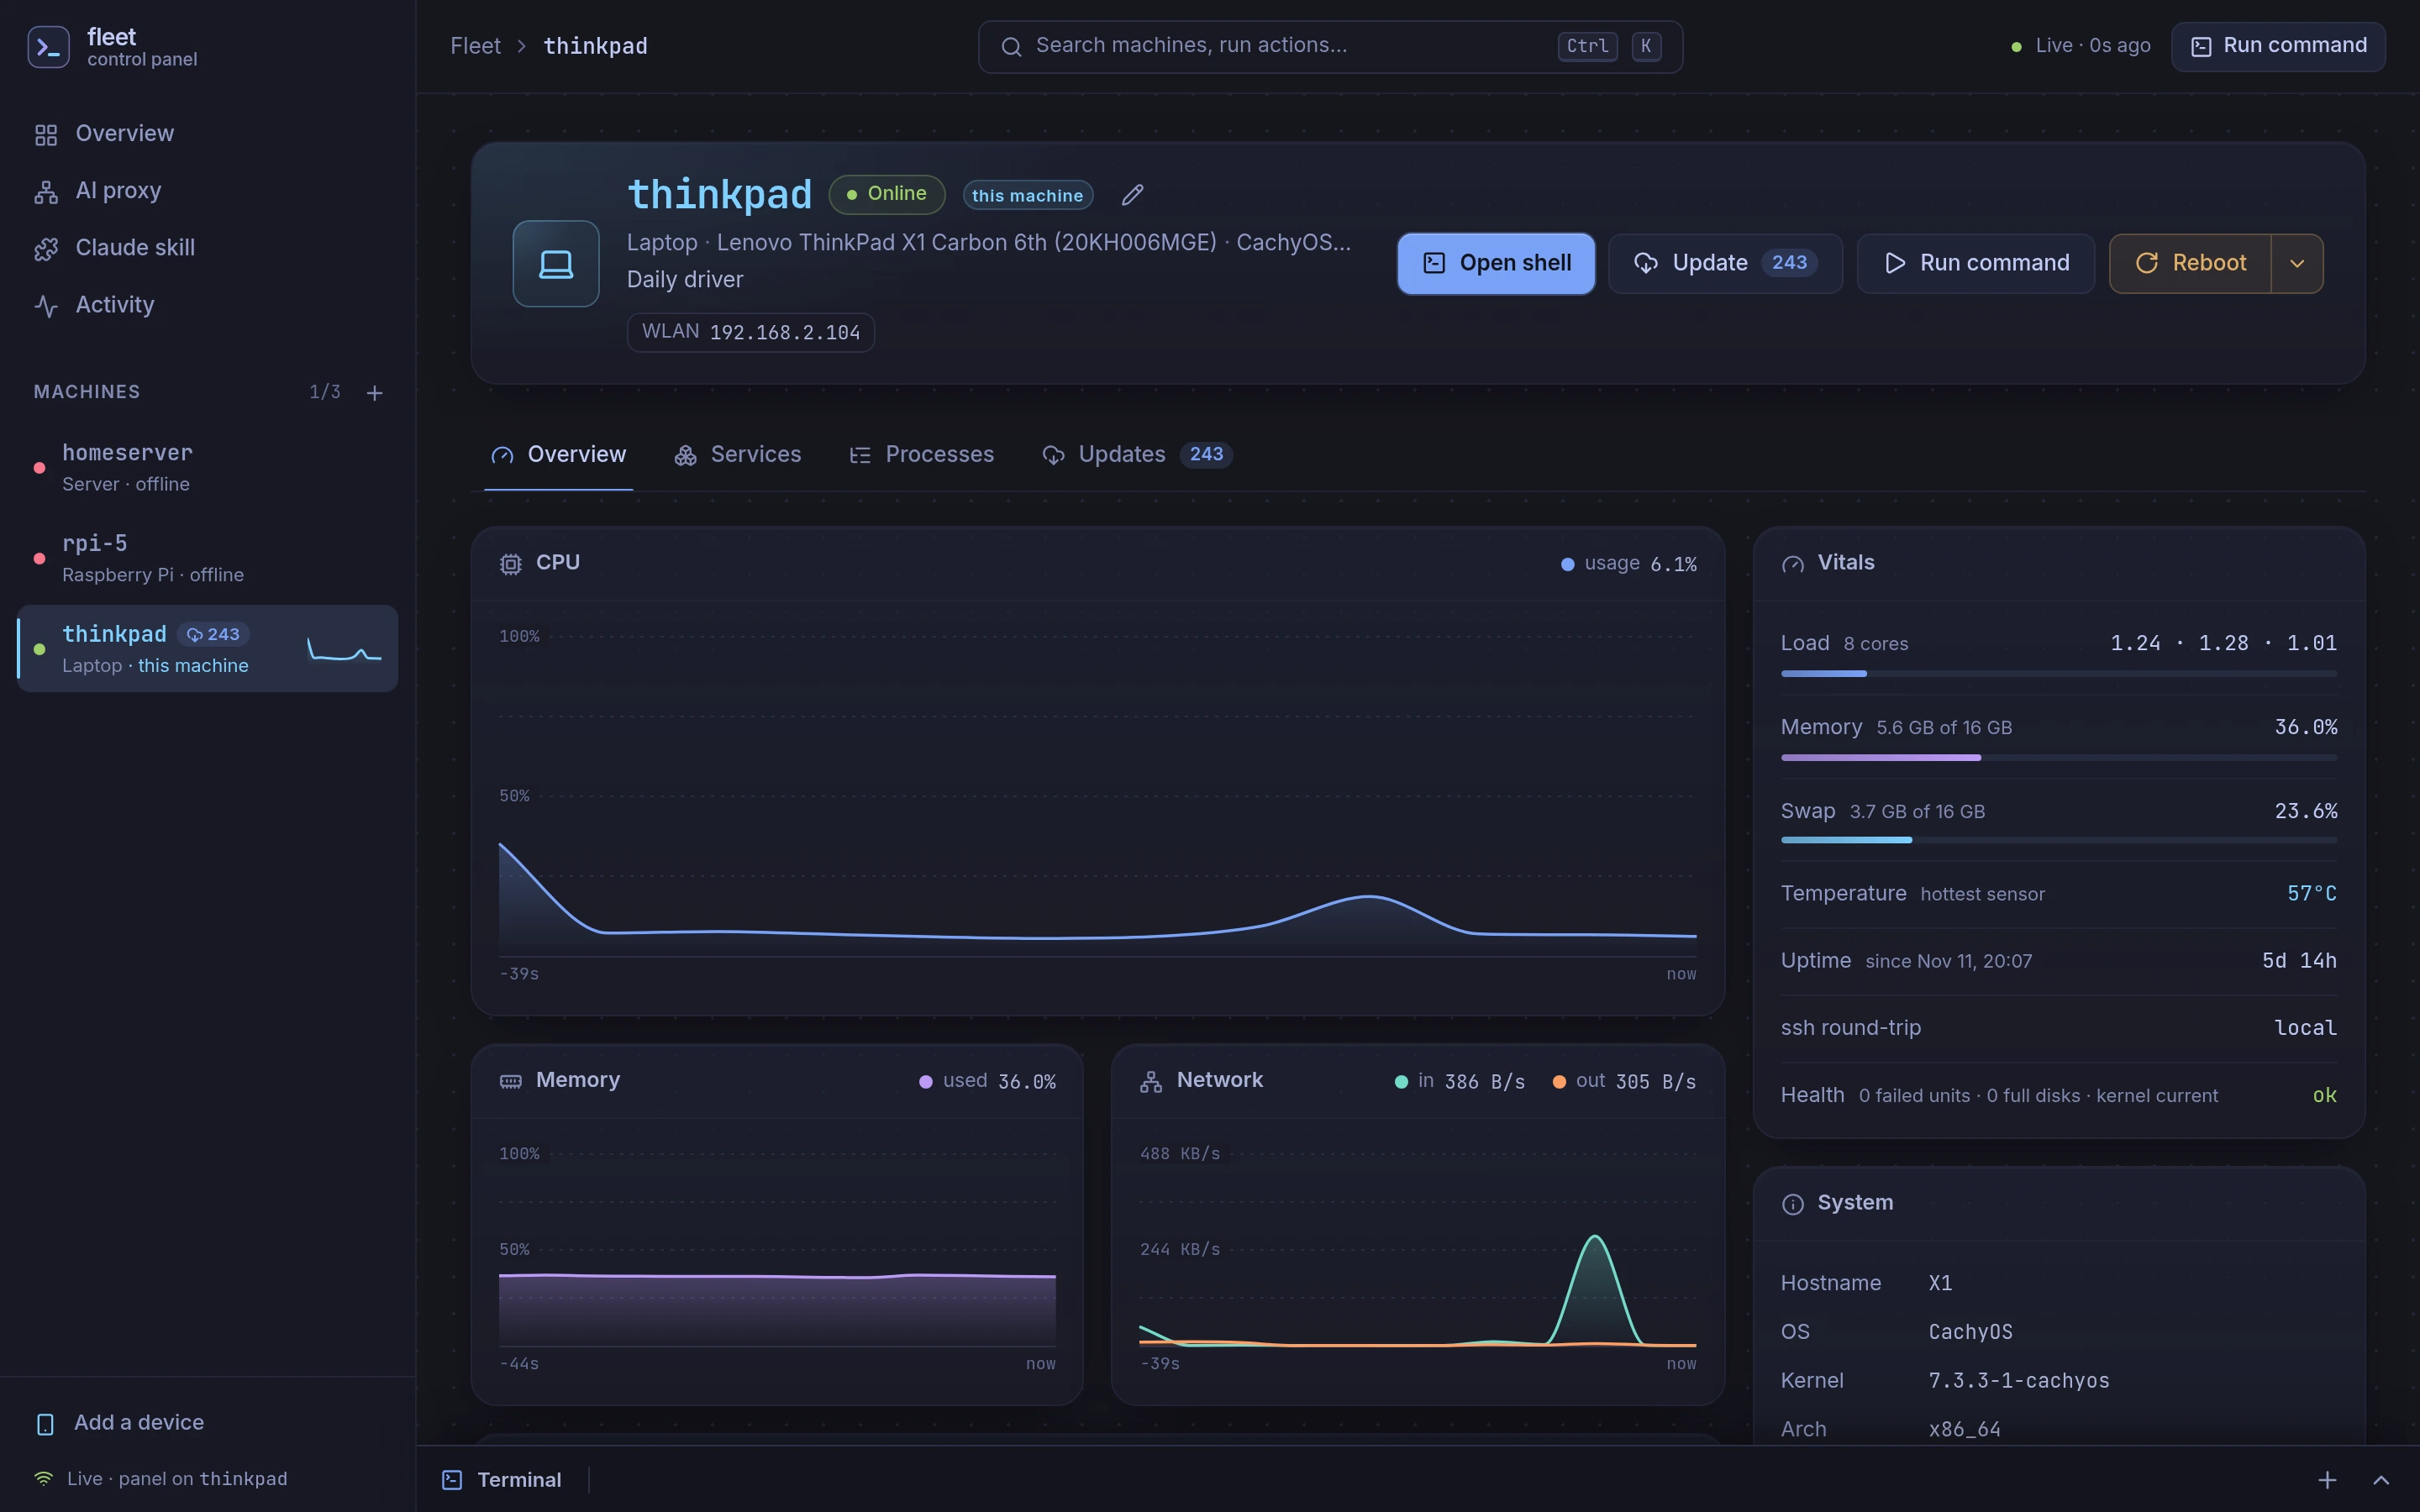 fleet
control panel
Overview
AI proxy
Claude skill
Activity
MACHINES 1/3
homeserver
Server · offline
rpi-5
Raspberry Pi · offline
thinkpad 243
Laptop · this machine
Add a device
Live · panel on thinkpad
Fleet > thinkpad
Search machines, run actions... Ctrl K
Live · 0s ago
Run command
thinkpad Online this machine
Laptop · Lenovo ThinkPad X1 Carbon 6th (20KH006MGE) · CachyOS...
Daily driver
WLAN 192.168.2.104
Open shell
Update 243
Run command
Reboot
Overview
Services
Processes
Updates 243
CPU usage 6.1%
100%
50%
-39s now
Memory used 36.0%
100%
50%
-44s now
Network in 386 B/s out 305 B/s
488 KB/s
244 KB/s
-39s now
Vitals
Load 8 cores 1.24 · 1.28 · 1.01
Memory 5.6 GB of 16 GB 36.0%
Swap 3.7 GB of 16 GB 23.6%
Temperature hottest sensor 57°C
Uptime since Nov 11, 20:07 5d 14h
ssh round-trip local
Health 0 failed units · 0 full disks · kernel current ok
System
Hostname X1
OS CachyOS
Kernel 7.3.3-1-cachyos
Arch x86_64
Terminal